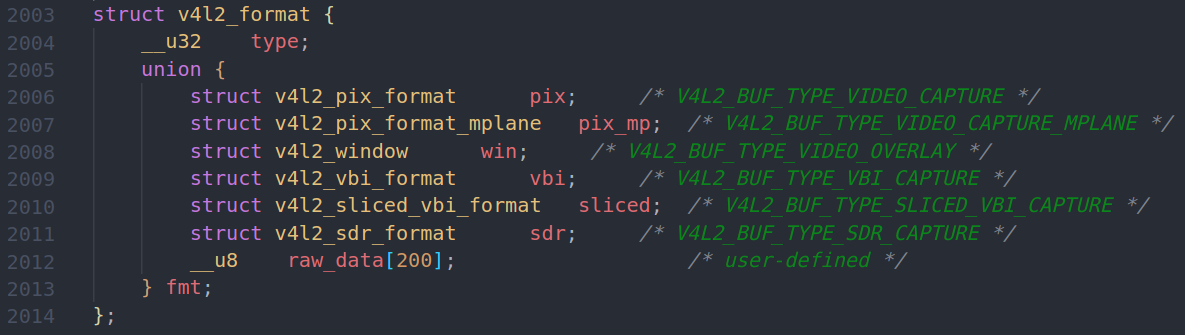 2003 struct v4l2_format {
2004     __u32    type;
2005     union {
2006         struct v4l2_pix_format      pix;     /* V4L2_BUF_TYPE_VIDEO_CAPTURE */
2007         struct v4l2_pix_format_mplane   pix_mp;  /* V4L2_BUF_TYPE_VIDEO_CAPTURE_MPLANE */
2008         struct v4l2_window      win;     /* V4L2_BUF_TYPE_VIDEO_OVERLAY */
2009         struct v4l2_vbi_format      vbi;     /* V4L2_BUF_TYPE_VBI_CAPTURE */
2010         struct v4l2_sliced_vbi_format   sliced;  /* V4L2_BUF_TYPE_SLICED_VBI_CAPTURE */
2011         struct v4l2_sdr_format      sdr;     /* V4L2_BUF_TYPE_SDR_CAPTURE */
2012         __u8    raw_data[200];                   /* user-defined */
2013     } fmt;
2014 };